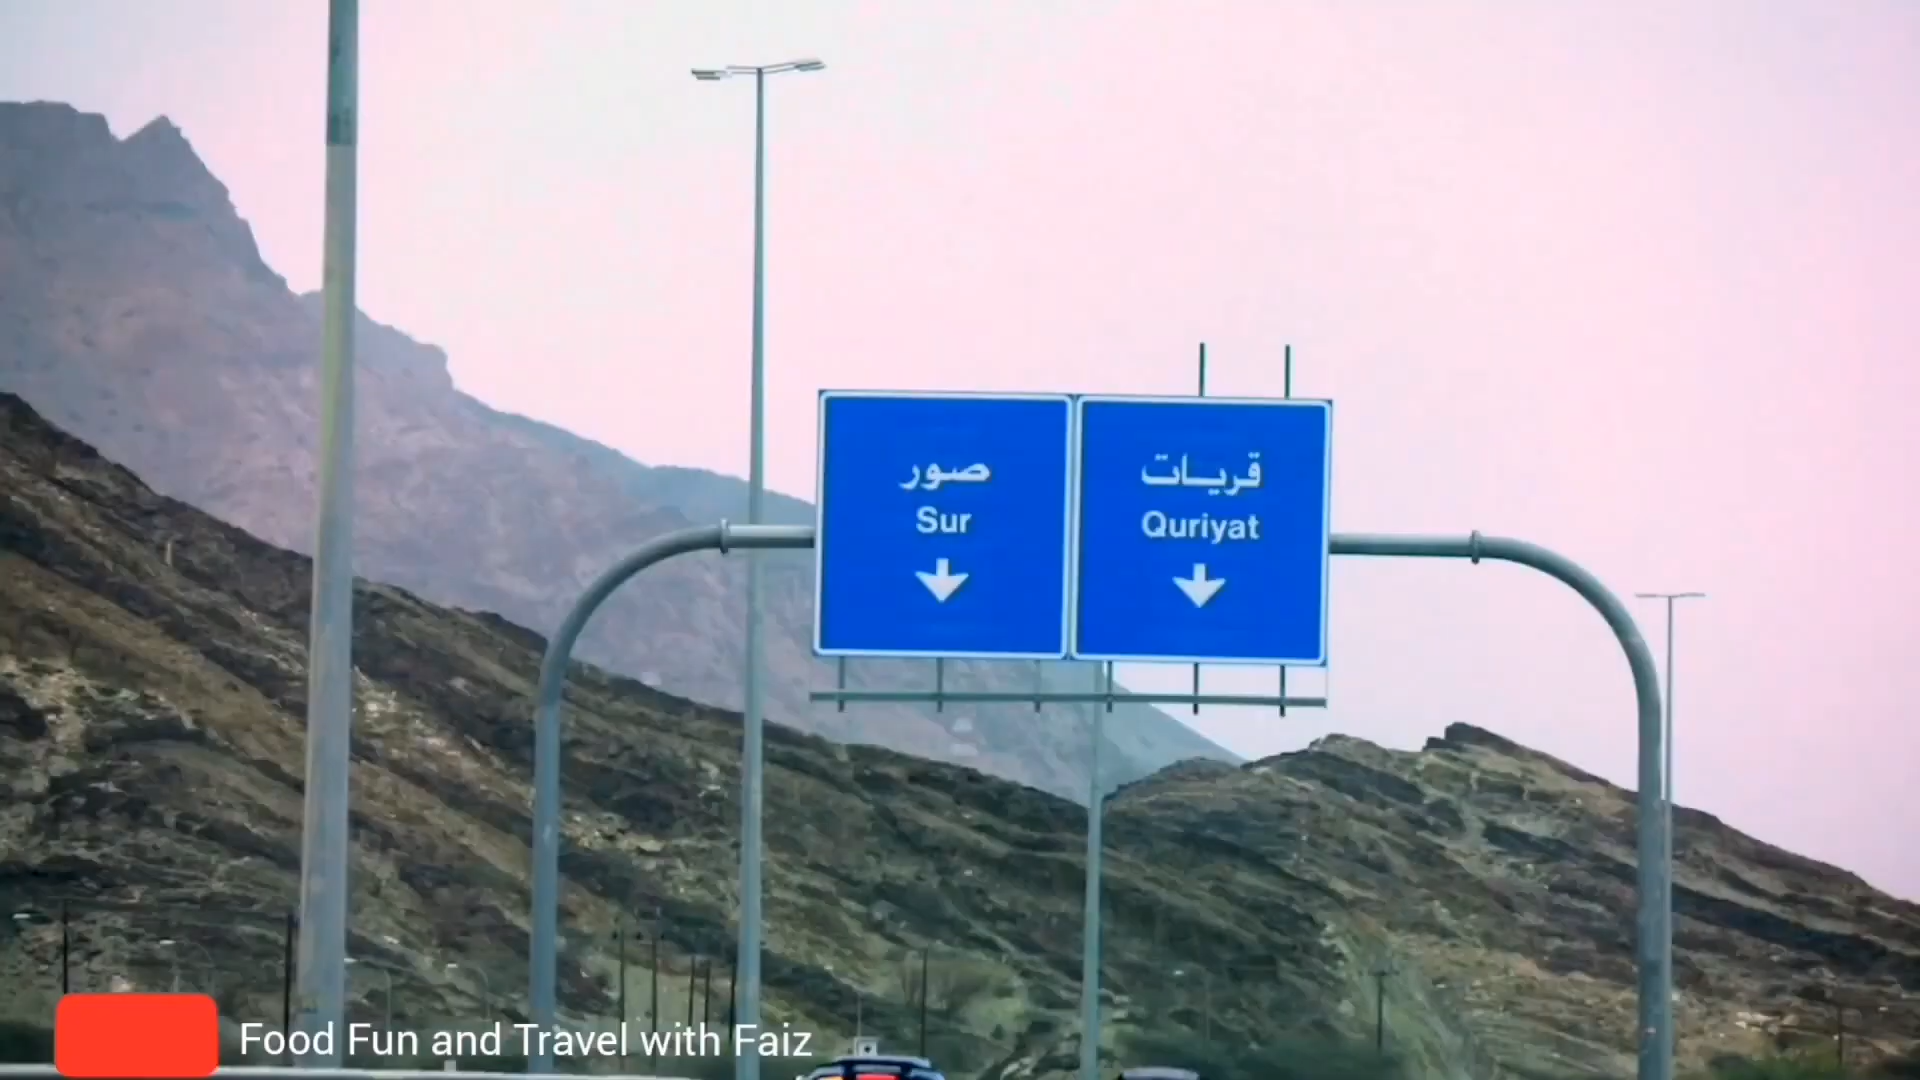 صور
Sur
قريات
Quriyat
Food Fun and Travel with Faiz